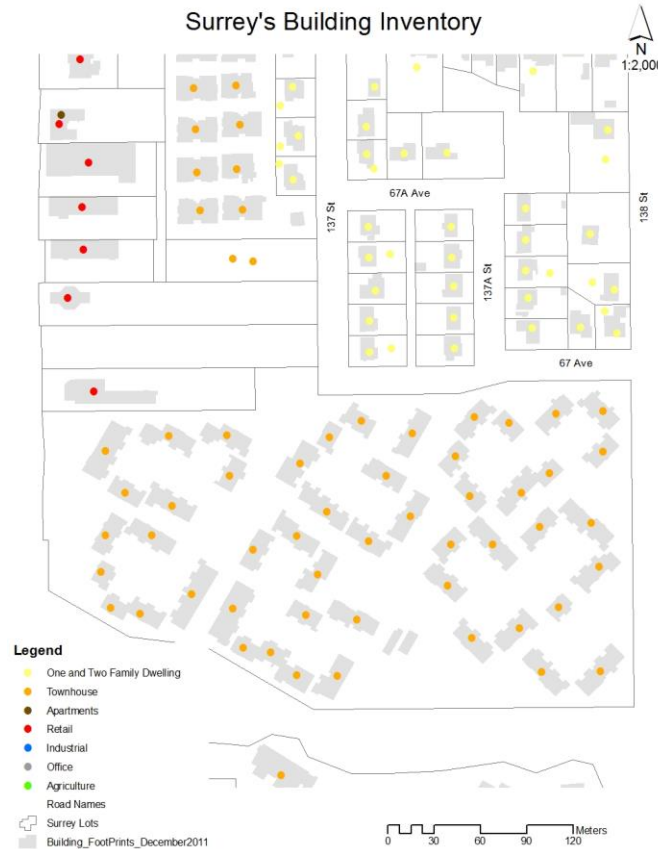 Surrey's Building Inventory
N
1:2,000
67A Ave
137 St
138 St
137A St
67 Ave
Legend
One and Two Family Dwelling
Townhouse
Apartments
Retail
Industrial
Office
Agriculture
Road Names
Surrey Lots
Building_FootPrints_December2011
Meters
0 30 60 90 120